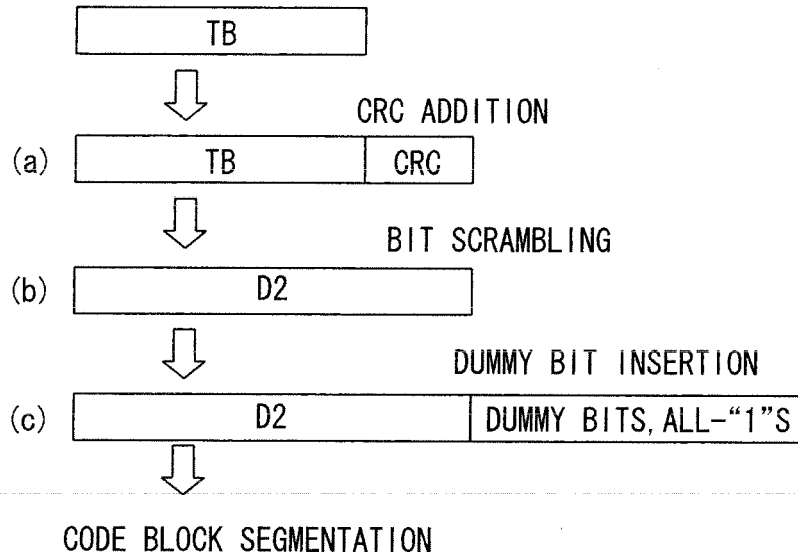 TB
CRC ADDITION
(a) TB CRC
BIT SCRAMBLING
(b) D2
DUMMY BIT INSERTION
(c) D2 DUMMY BITS, ALL-“1”S
CODE BLOCK SEGMENTATION